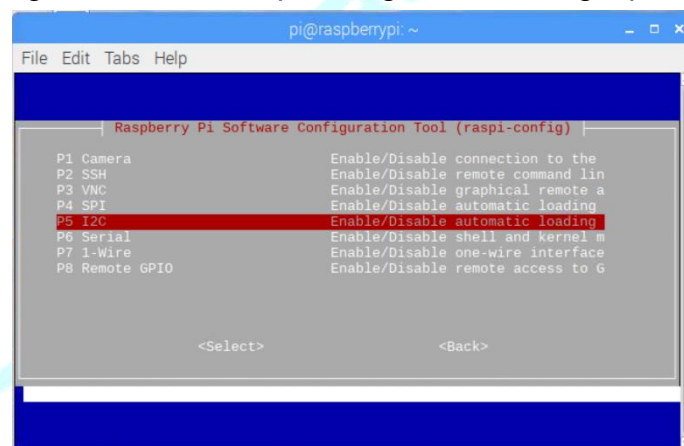 pi@raspberrypi: ~
File Edit Tabs Help
Raspberry Pi Software Configuration Tool (raspi-config)
P1 Camera Enable/Disable connection to the
P2 SSH Enable/Disable remote command lin
P3 VNC Enable/Disable graphical remote a
P4 SPI Enable/Disable automatic loading
P5 I2C Enable/Disable automatic loading
P6 Serial Enable/Disable shell and kernel m
P7 1-Wire Enable/Disable one-wire interface
P8 Remote GPIO Enable/Disable remote access to G
<Select> <Back>